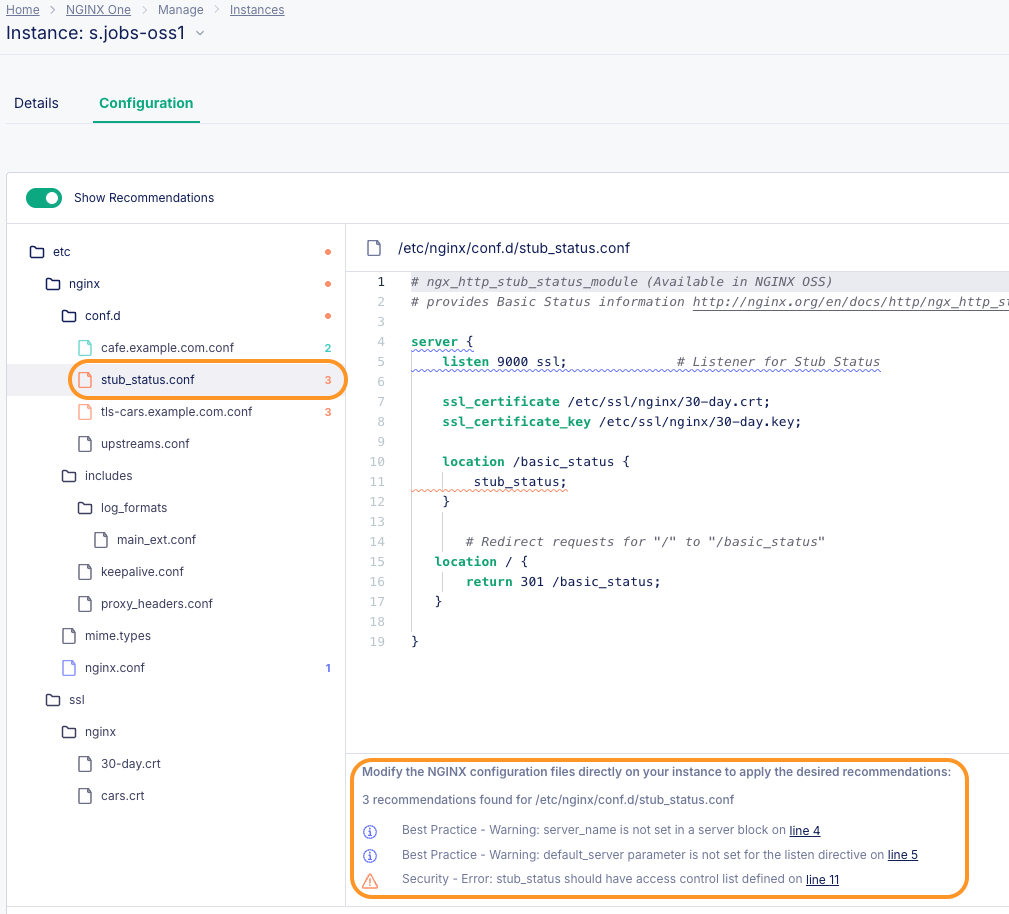 Home > NGINX One > Manage > Instances
Instance: s.jobs-oss1
Details Configuration
Show Recommendations
etc
nginx
conf.d
cafe.example.com.conf 2
stub_status.conf 3
tls-cars.example.com.conf 3
upstreams.conf
includes
log_formats
main_ext.conf
keepalive.conf
proxy_headers.conf
mime.types
nginx.conf 1
ssl
nginx
30-day.crt
cars.crt
/etc/nginx/conf.d/stub_status.conf
1 # ngx_http_stub_status_module (Available in NGINX OSS)
2 # provides Basic Status information http://nginx.org/en/docs/http/ngx_http_st
3
4 server {
5 listen 9000 ssl; # Listener for Stub Status
6
7 ssl_certificate /etc/ssl/nginx/30-day.crt;
8 ssl_certificate_key /etc/ssl/nginx/30-day.key;
9
10 location /basic_status {
11 stub_status;
12 }
13
14 # Redirect requests for "/" to "/basic_status"
15 location / {
16 return 301 /basic_status;
17 }
18
19 }
Modify the NGINX configuration files directly on your instance to apply the desired recommendations:
3 recommendations found for /etc/nginx/conf.d/stub_status.conf
Best Practice - Warning: server_name is not set in a server block on line 4
Best Practice - Warning: default_server parameter is not set for the listen directive on line 5
Security - Error: stub_status should have access control list defined on line 11